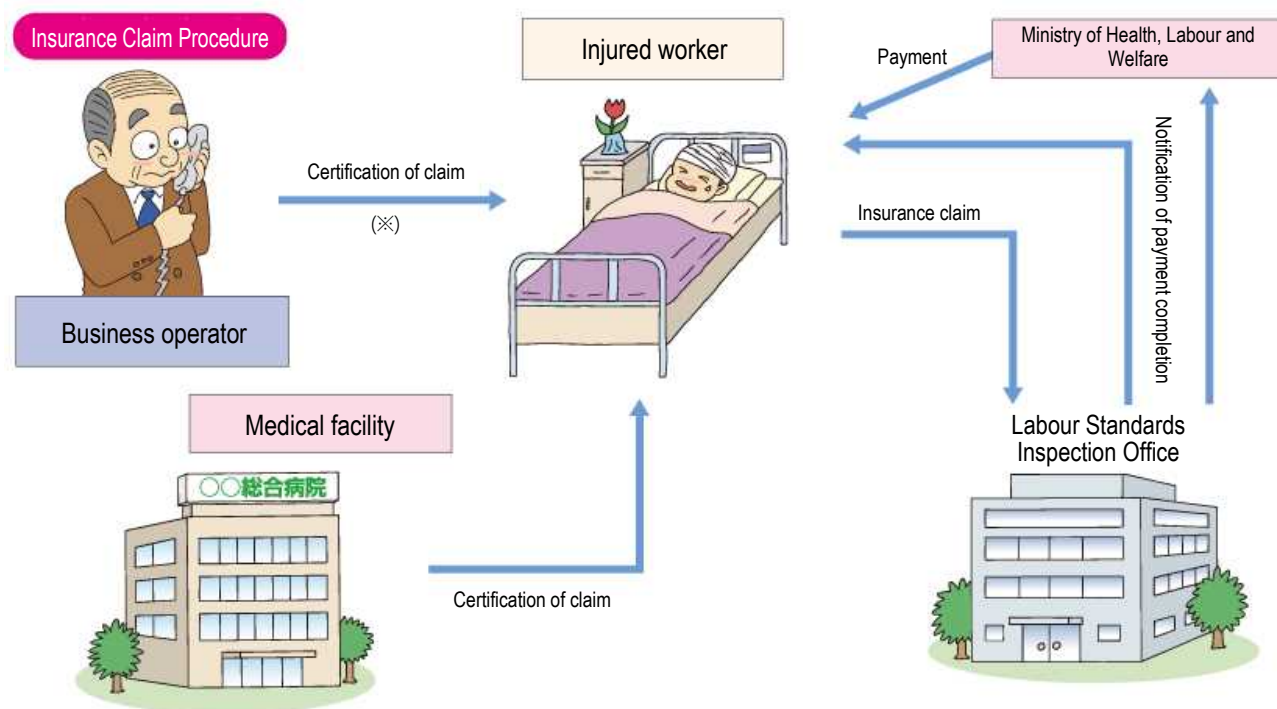 Insurance Claim Procedure
Injured worker
Ministry of Health, Labour and
Welfare
Payment
Certification of claim
(※)
Insurance claim
Notification of payment completion
Business operator
Medical facility
○○総合病院
Certification of claim
Labour Standards
Inspection Office